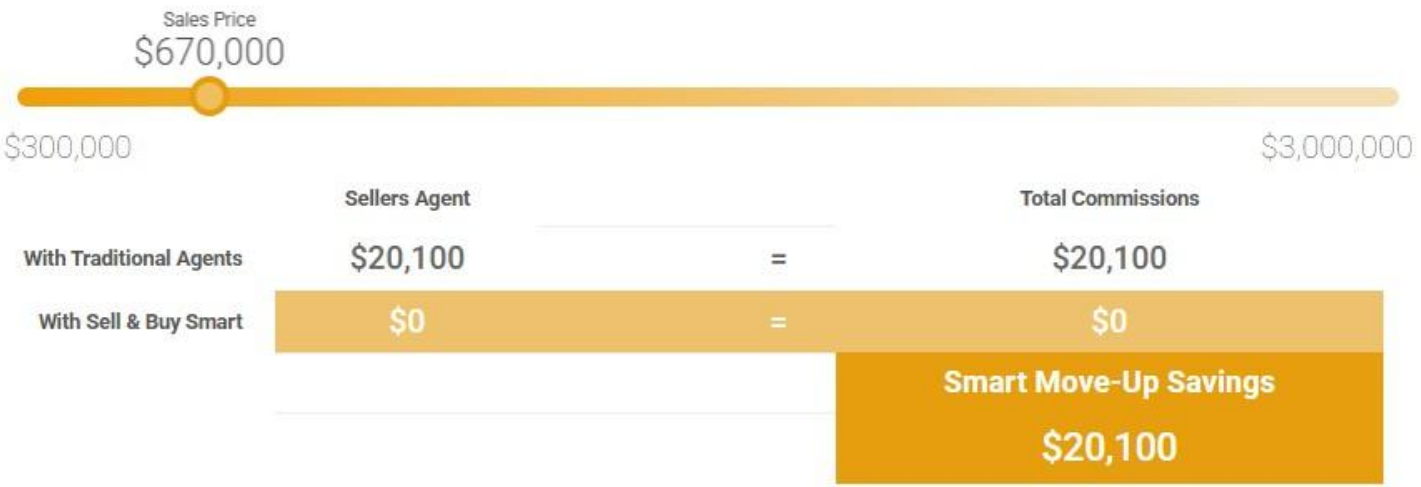 Sales Price
$670,000
$300,000
$3,000,000
Sellers Agent
Total Commissions
With Traditional Agents
$20,100
=
$20,100
With Sell & Buy Smart
$0
=
$0
Smart Move-Up Savings
$20,100